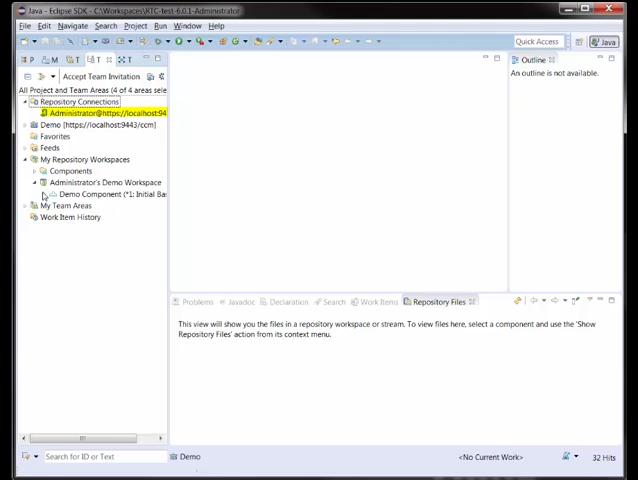 Java - Eclipse SDK - C:\Workspaces\RTC-test-6.0.1-Administrator
File Edit Navigate Search Project Run Window Help
Quick Access
Java
P M T T T
Outline
Accept Team Invitation
An outline is not available.
All Project and Team Areas (4 of 4 areas sele
Repository Connections
Administrator@https://localhost:94
Demo [https://localhost:9443/ccm]
Favorites
Feeds
My Repository Workspaces
Components
Administrator's Demo Workspace
Demo Component (*1: Initial Bas
My Team Areas
Work Item History
Problems Javadoc Declaration Search Work Items Repository Files
This view will show you the files in a repository workspace or stream. To view files here, select a component and use the 'Show
Repository Files' action from its context menu.
Search for ID or Text
Demo
<No Current Work>
32 Hits